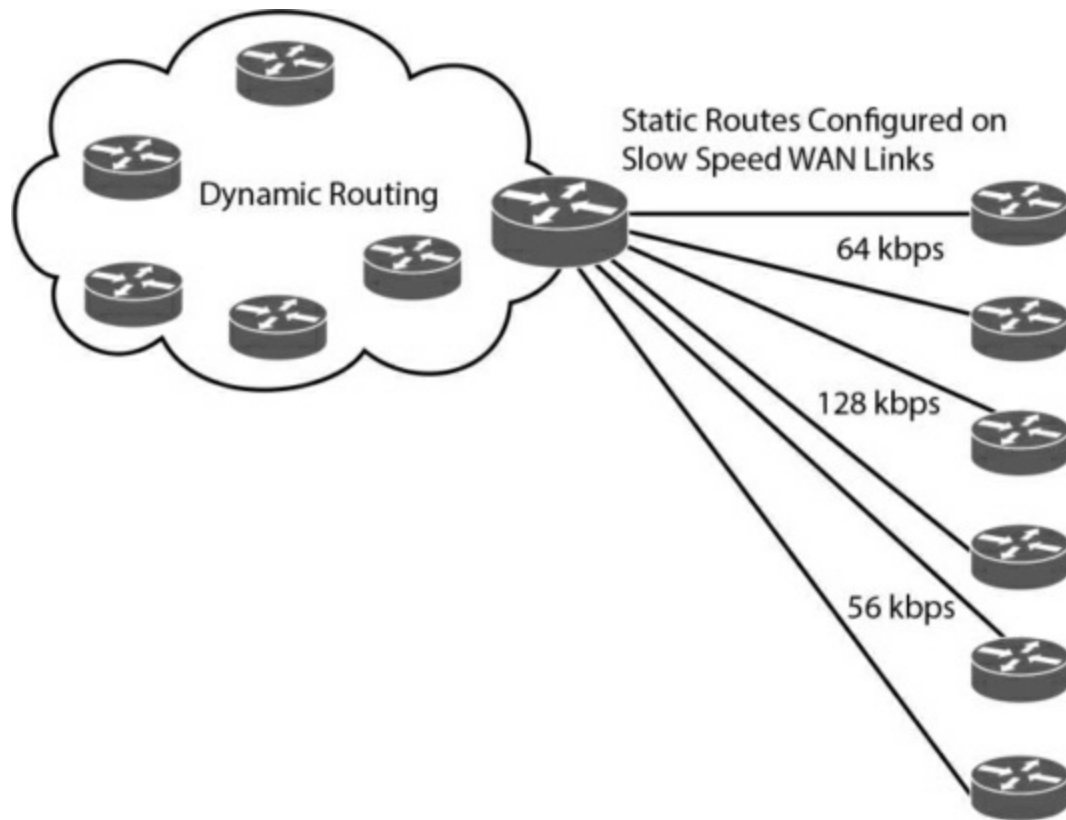 Static Routes Configured on
Slow Speed WAN Links
Dynamic Routing
64 kbps
128 kbps
56 kbps